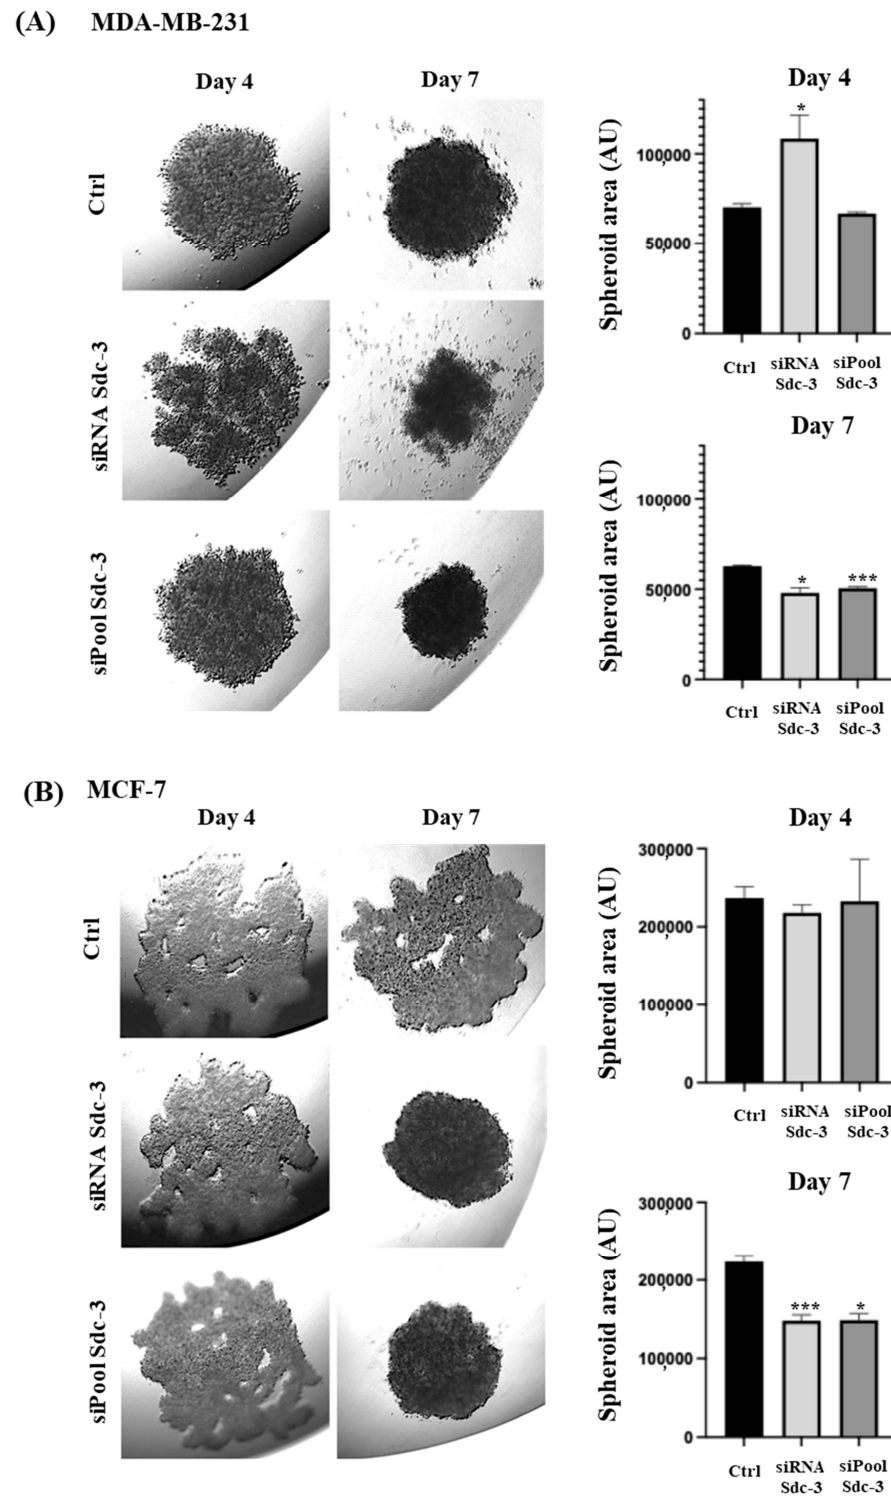 (A) MDA-MB-231
Day 4 Day 7
Ctrl
siRNA Sdc-3
siPool Sdc-3
Day 4
Spheroid area (AU)
100,000
50,000
0
Ctrl siRNA Sdc-3 siPool Sdc-3
*
Day 7
Spheroid area (AU)
100,000
50,000
0
* ***
Ctrl siRNA Sdc-3 siPool Sdc-3
(B) MCF-7
Day 4 Day 7
Ctrl
siRNA Sdc-3
siPool Sdc-3
Day 4
Spheroid area (AU)
300,000
200,000
100,000
0
Ctrl siRNA Sdc-3 siPool Sdc-3
Day 7
Spheroid area (AU)
300,000
200,000
100,000
0
*** *
Ctrl siRNA Sdc-3 siPool Sdc-3